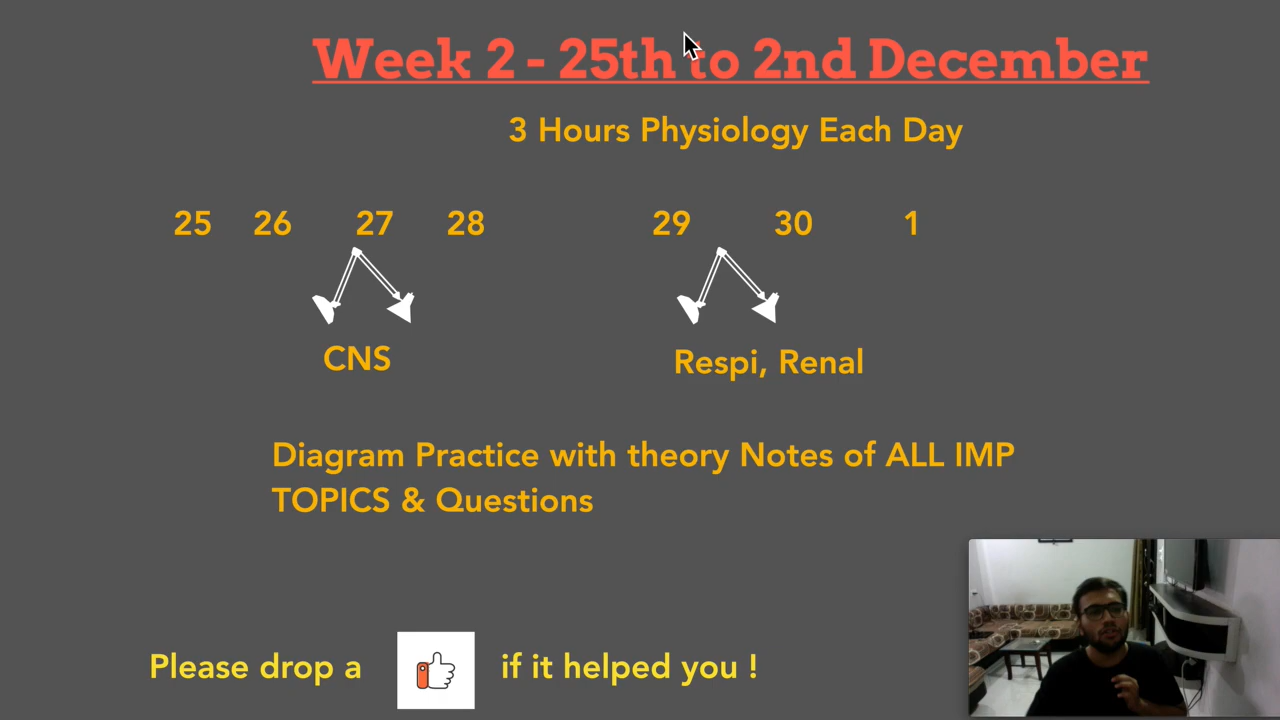 Week 2 - 25th to 2nd December
3 Hours Physiology Each Day
25 26 27 28 29 30 1
CNS Respi, Renal
Diagram Practice with theory Notes of ALL IMP
TOPICS & Questions
Please drop a if it helped you !